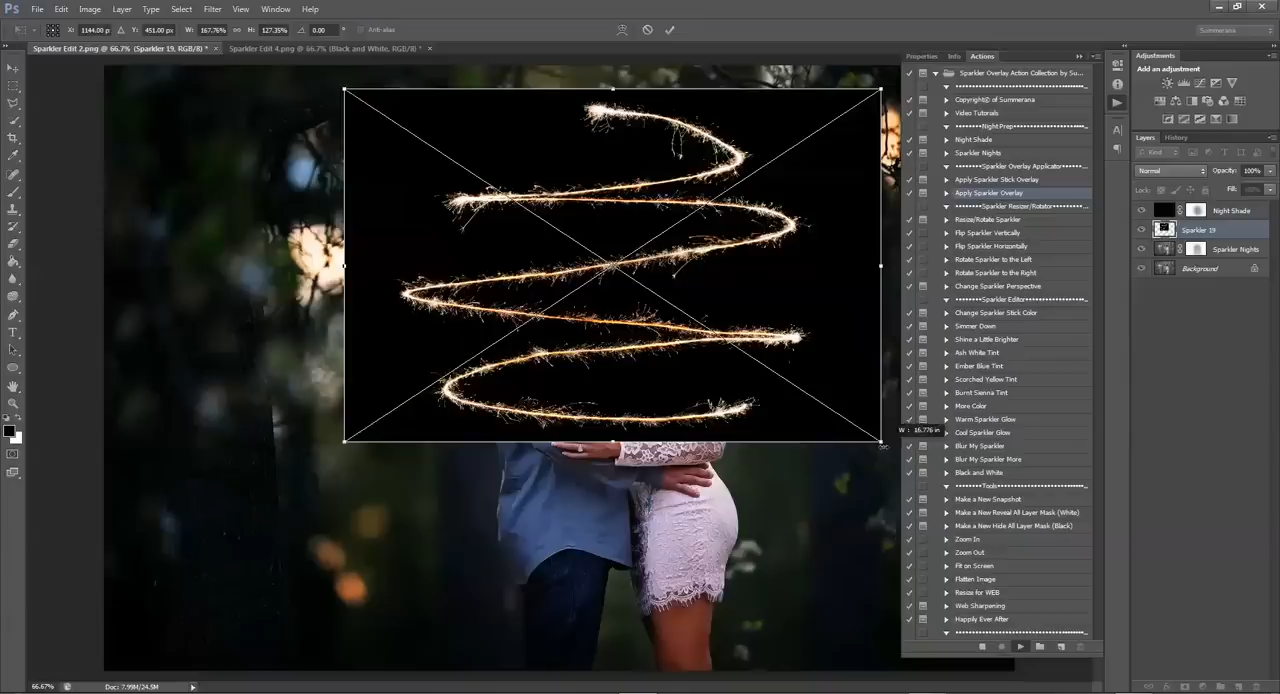 Ps File Edit Image Layer Type Select Filter View Window Help
X: 1144.00 px Y: 451.00 px W: 167.76% H: 127.35% 0.00 ° Anti-alias Summerana
Sparkler Edit 2.png @ 66.7% (Sparkler 19, RGB/8) * × Sparkler Edit 4.png @ 66.7% (Black and White, RGB/8) * ×
Properties Info Actions
Sparkler Overlay Action Collection by Su...
Copyright© of Summerana
Video Tutorials
Night Prep
Night Shade
Sparkler Nights
Sparkler Overlay Applicator
Apply Sparkler Stick Overlay
Apply Sparkler Overlay
Sparkler Resizer/Rotator
Resize/Rotate Sparkler
Flip Sparkler Vertically
Flip Sparkler Horizontally
Rotate Sparkler to the Left
Rotate Sparkler to the Right
Change Sparkler Perspective
Sparkler Editor
Change Sparkler Stick Color
Simmer Down
Shine a Little Brighter
Ash White Tint
Ember Blue Tint
Scorched Yellow Tint
Burnt Sienna Tint
More Color
Warm Sparkler Glow
Cool Sparkler Glow
Blur My Sparkler
Blur My Sparkler More
Black and White
Tools
Make a New Snapshot
Make a New Reveal All Layer Mask (White)
Make a New Hide All Layer Mask (Black)
Zoom In
Zoom Out
Fit on Screen
Flatten Image
Resize for WEB
Web Sharpening
Happily Ever After
W : 16.776 in
Adjustments
Add an adjustment
Layers History
Kind
Normal Opacity: 100%
Lock: Fill:
Night Shade
Sparkler 19
Sparkler Nights
Background
66.67% Doc: 7.99M/24.5M